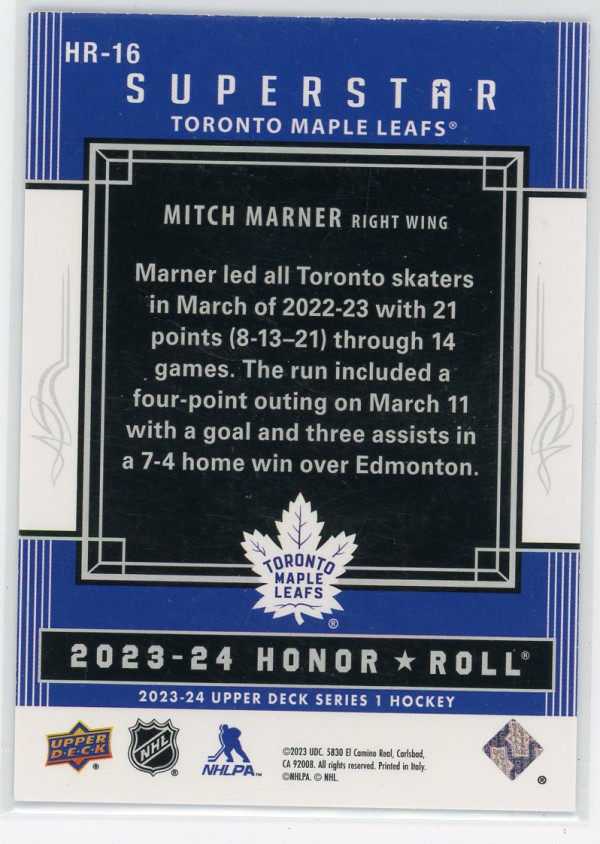 HR-16
SUPERSTAR
TORONTO MAPLE LEAFS®
MITCH MARNER RIGHT WING
Marner led all Toronto skaters
in March of 2022-23 with 21
points (8-13–21) through 14
games. The run included a
four-point outing on March 11
with a goal and three assists in
a 7-4 home win over Edmonton.
TORONTO
MAPLE
LEAFS
®
2023-24 HONOR ★ ROLL®
2023-24 UPPER DECK SERIES 1 HOCKEY
UPPER
DECK
®
NHL
®
NHLPA™
©2023 UDC. 5830 El Camino Real, Carlsbad,
CA 92008. All rights reserved. Printed in Italy.
©NHLPA. © NHL.
®